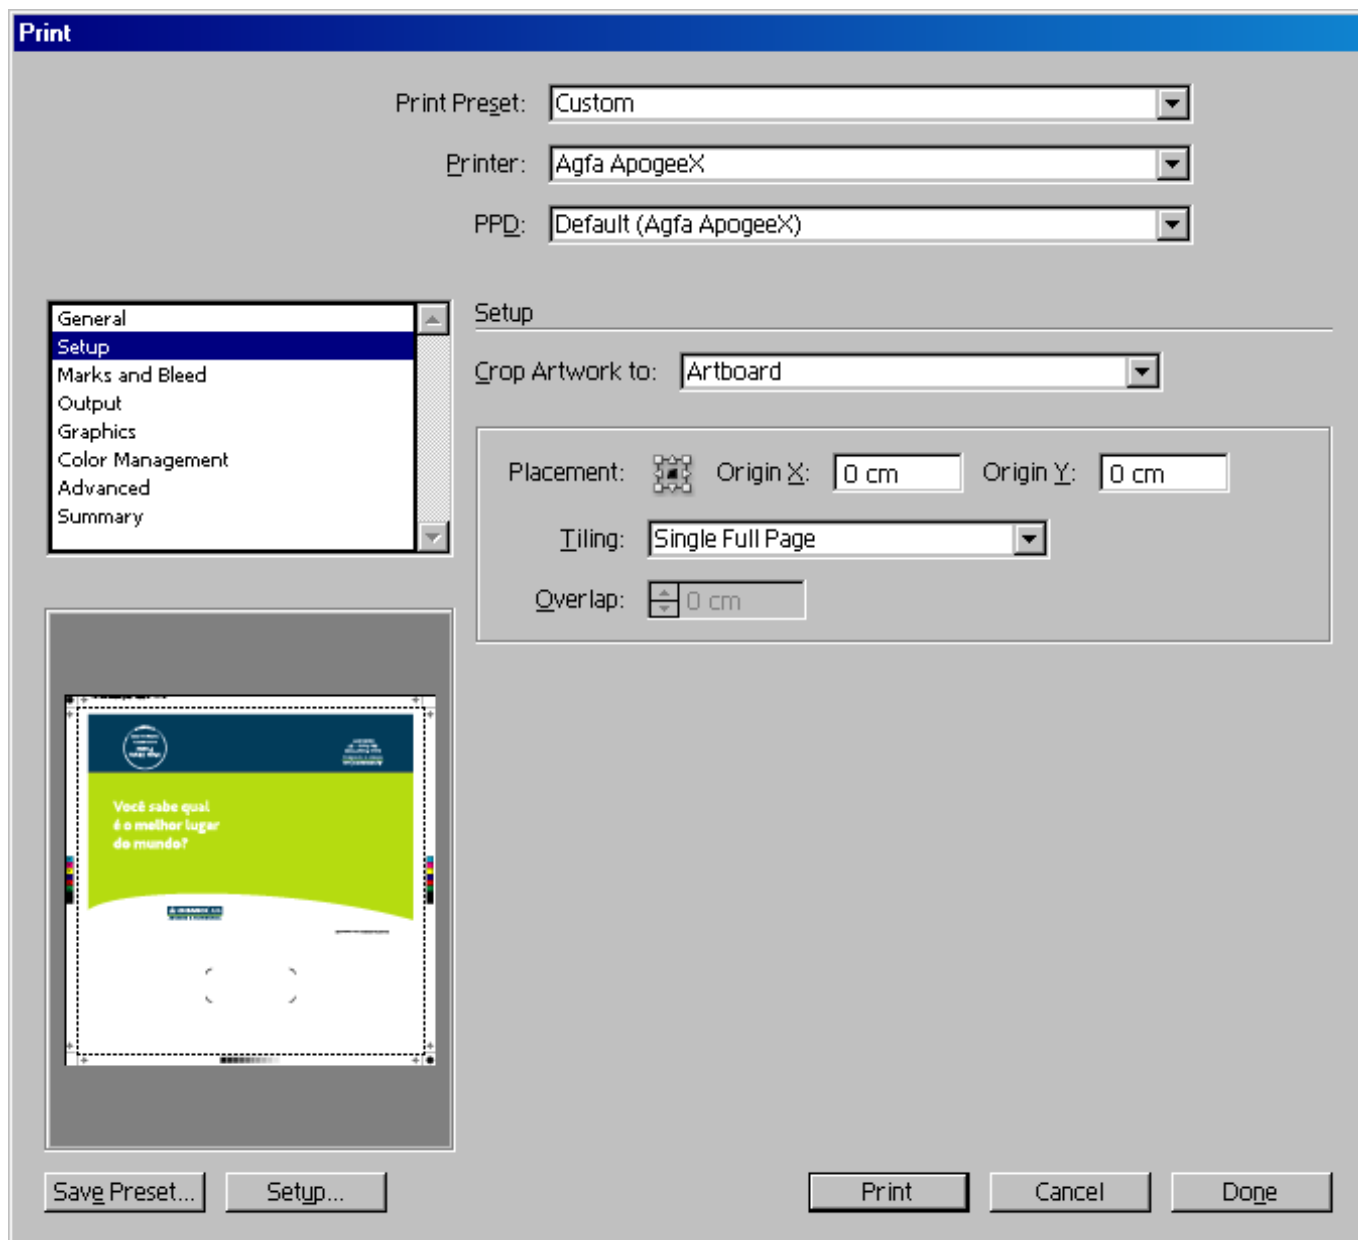 Print
Print Preset: Custom
Printer: Agfa ApogeeX
PPD: Default (Agfa ApogeeX)
General
Setup
Marks and Bleed
Output
Graphics
Color Management
Advanced
Summary
Setup
Crop Artwork to: Artboard
Placement: Origin X: 0 cm Origin Y: 0 cm
Tiling: Single Full Page
Overlap: 0 cm
Você sabe qual
é o melhor lugar
do mundo?
Save Preset... Setup... Print Cancel Done